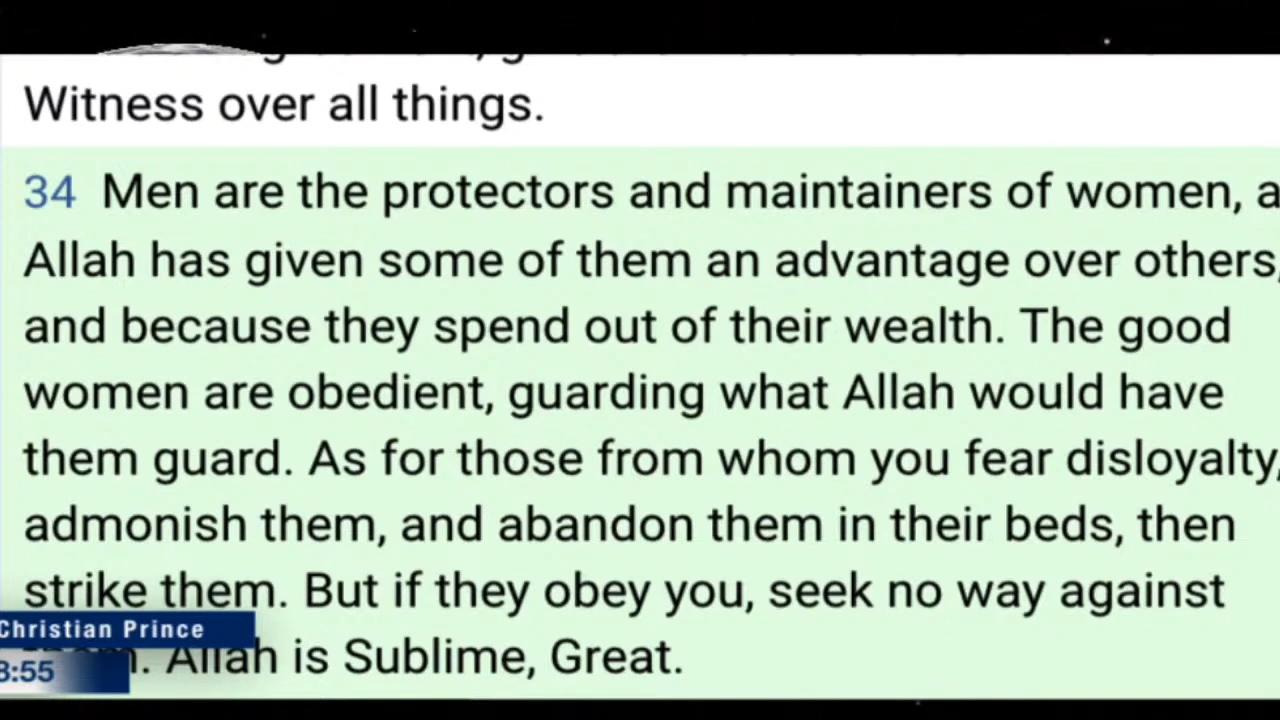 Witness over all things.
34 Men are the protectors and maintainers of women, a
Allah has given some of them an advantage over others,
and because they spend out of their wealth. The good
women are obedient, guarding what Allah would have
them guard. As for those from whom you fear disloyalty,
admonish them, and abandon them in their beds, then
strike them. But if they obey you, seek no way against
Allah is Sublime, Great.
Christian Prince
8:55